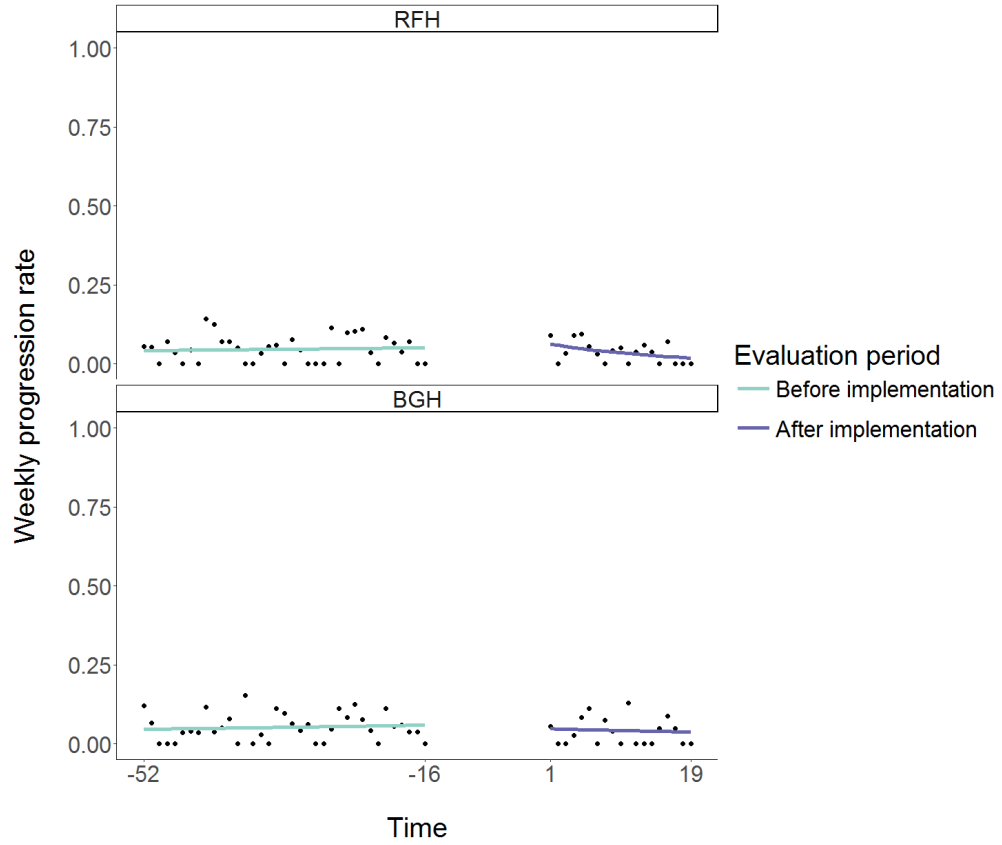 RFH
1.00
0.75
0.50
0.25
0.00
BGH
1.00
0.75
0.50
0.25
0.00
-52 -16 1 19
Time
Weekly progression rate
Evaluation period
Before implementation
After implementation